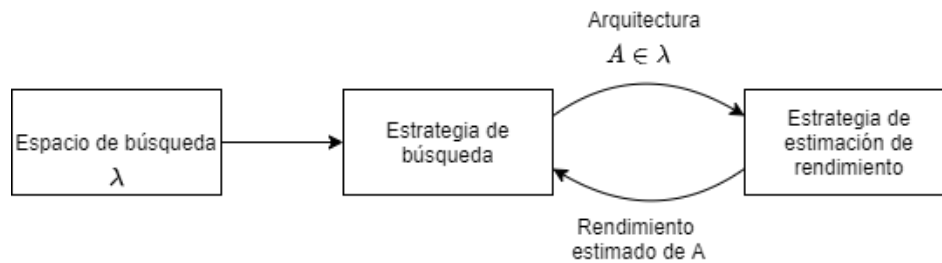 Arquitectura
A ∈ λ
Espacio de búsqueda
λ
Estrategia de
búsqueda
Estrategia de
estimación de
rendimiento
Rendimiento
estimado de A